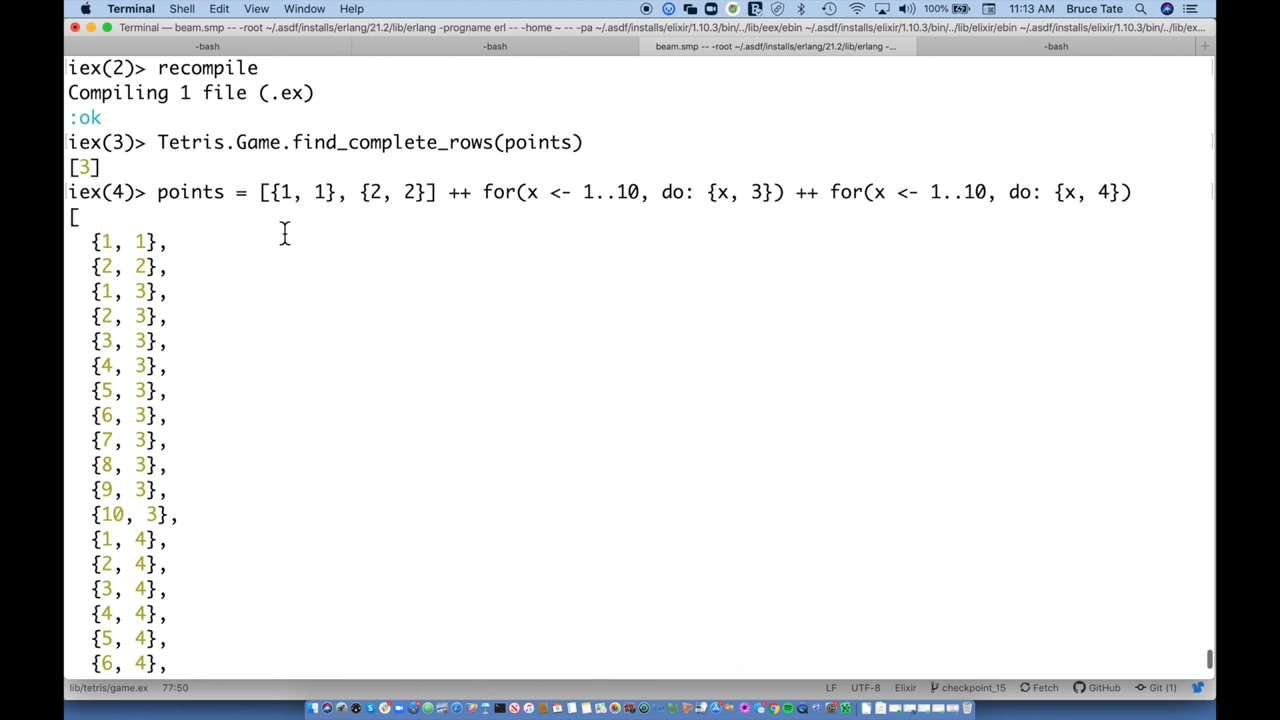 Terminal Shell Edit View Window Help 100% 11:13 AM Bruce Tate
Terminal — beam.smp -- -root ~/.asdf/installs/erlang/21.2/lib/erlang -progname erl -- -home ~ -- -pa ~/.asdf/installs/elixir/1.10.3/bin/../lib/eex/ebin ~/.asdf/installs/elixir/1.10.3/bin/../lib/elixir/ebin ~/.asdf/installs/elixir/1.10.3/bin/../lib/e...
-bash -bash beam.smp -- -root ~/.asdf/installs/erlang/21.2/lib/erlang -... -bash
iex(2)> recompile
Compiling 1 file (.ex)
:ok
iex(3)> Tetris.Game.find_complete_rows(points)
[3]
iex(4)> points = [{1, 1}, {2, 2}] ++ for(x <- 1..10, do: {x, 3}) ++ for(x <- 1..10, do: {x, 4})
[
{1, 1},
{2, 2},
{1, 3},
{2, 3},
{3, 3},
{4, 3},
{5, 3},
{6, 3},
{7, 3},
{8, 3},
{9, 3},
{10, 3},
{1, 4},
{2, 4},
{3, 4},
{4, 4},
{5, 4},
{6, 4},
lib/tetris/game.ex 77:50 LF UTF-8 Elixir checkpoint_15 Fetch GitHub Git (1)